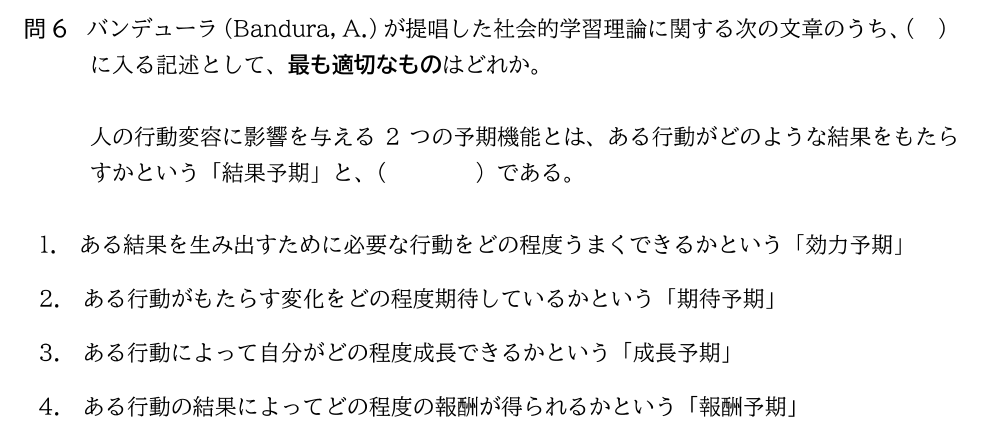 問6 バンデューラ（Bandura, A.）が提唱した社会的学習理論に関する次の文章のうち、（　）
に入る記述として、最も適切なものはどれか。
人の行動変容に影響を与える 2 つの予期機能とは、ある行動がどのような結果をもたら
すかという「結果予期」と、（　　　　）である。
1. ある結果を生み出すために必要な行動をどの程度うまくできるかという「効力予期」
2. ある行動がもたらす変化をどの程度期待しているかという「期待予期」
3. ある行動によって自分がどの程度成長できるかという「成長予期」
4. ある行動の結果によってどの程度の報酬が得られるかという「報酬予期」